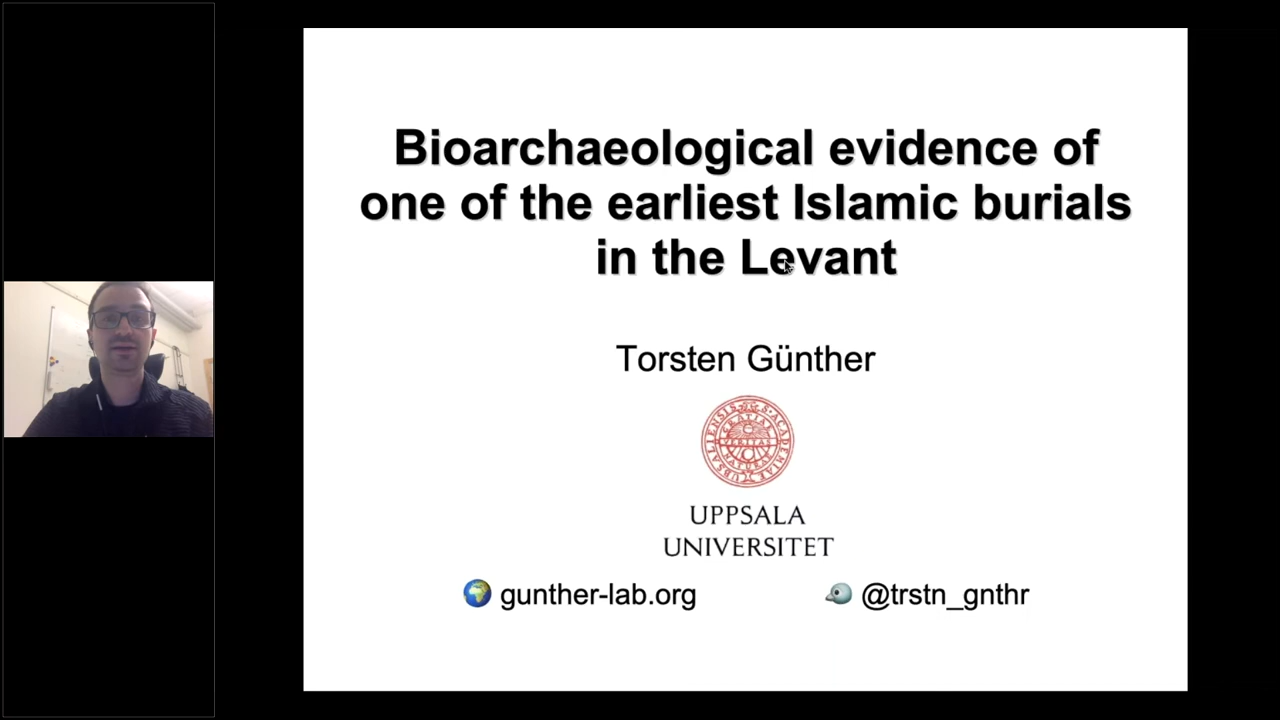 Bioarchaeological evidence of
one of the earliest Islamic burials
in the Levant
Torsten Günther
UPPSALA
UNIVERSITET
gunther-lab.org
@trstn_gnthr